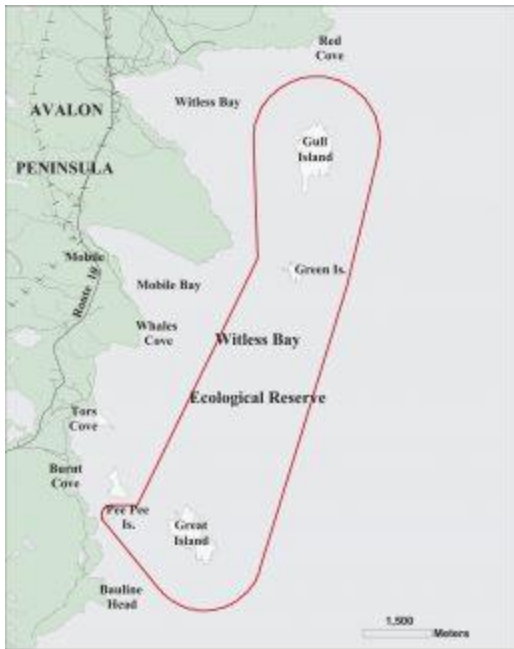 Red
Cove
Witless Bay
AVALON
Gull
Island
PENINSULA
Mobile
Green Is.
Mobile Bay
Route 10
Whales
Cove
Witless Bay
Ecological Reserve
Tors
Cove
Burnt
Cove
Pee Pee
Is.
Great
Island
Bauline
Head
1,500
Meters